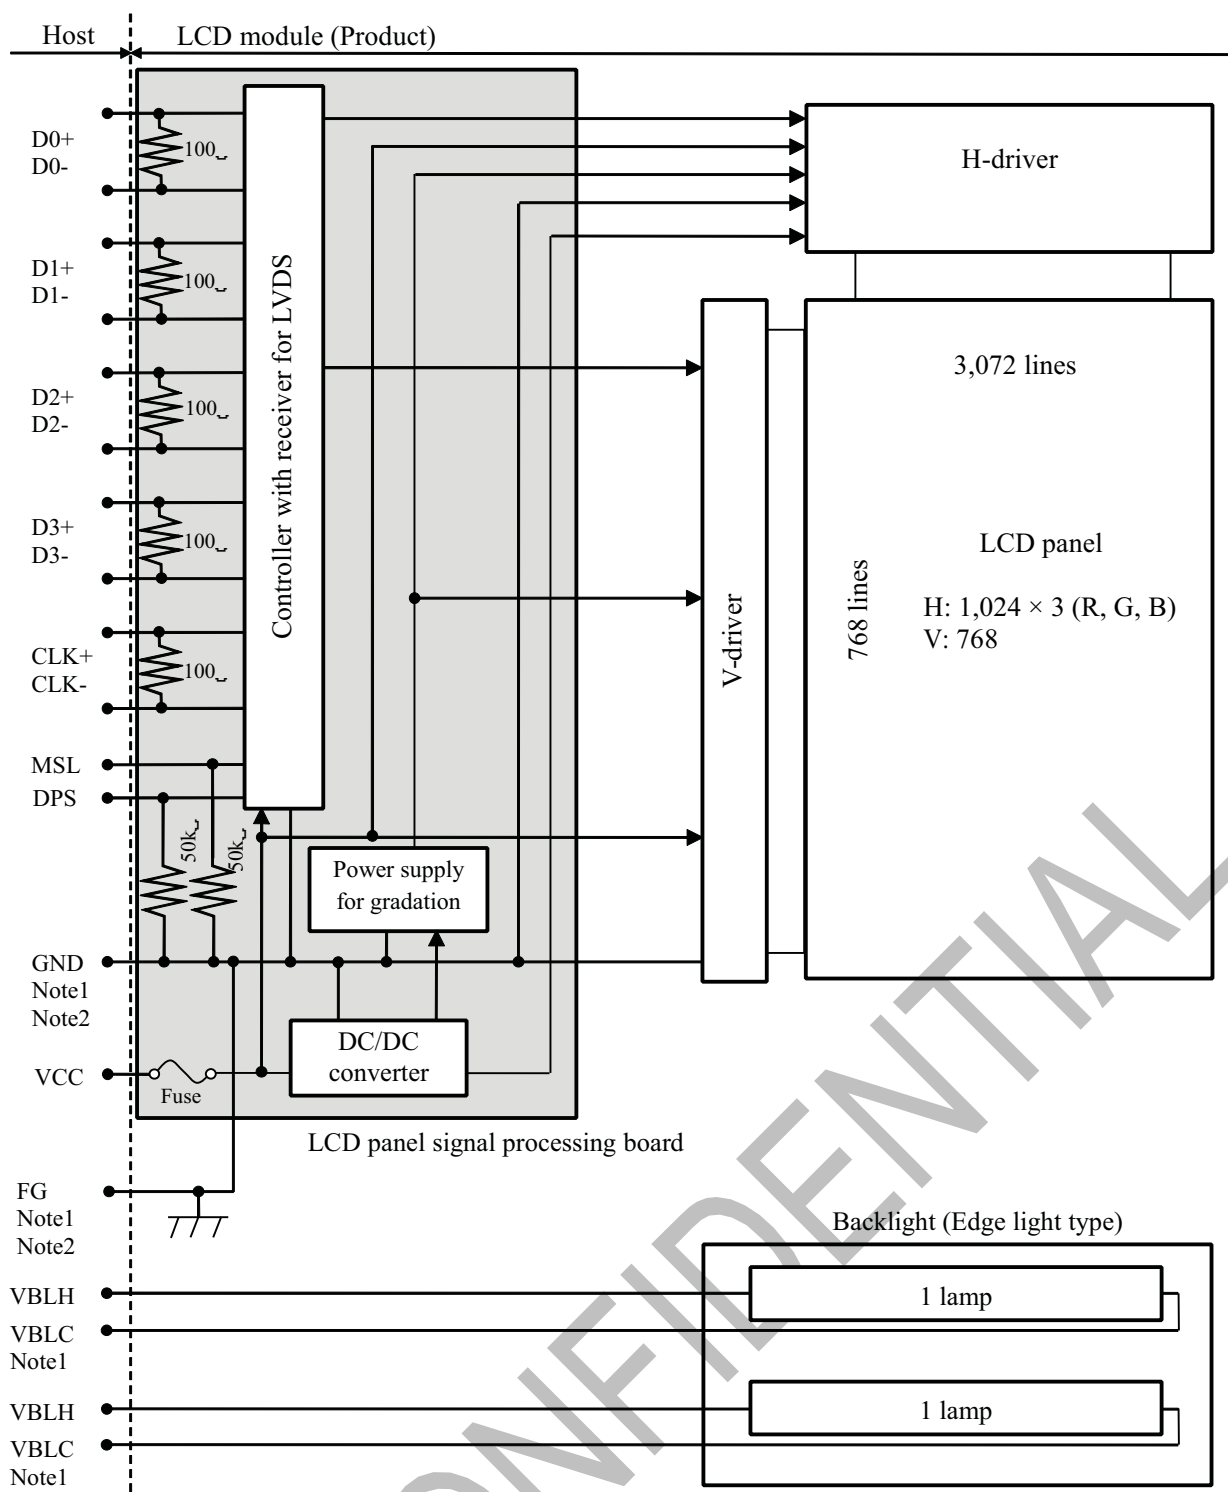 Host
LCD module (Product)
D0+
D0-
100
D1+
D1-
100
D2+
D2-
100
D3+
D3-
100
CLK+
CLK-
100
MSL
DPS
50k
50k
Controller with receiver for LVDS
H-driver
V-driver
3,072 lines
768 lines
LCD panel
H: 1,024 × 3 (R, G, B)
V: 768
Power supply
for gradation
GND
Note1
Note2
DC/DC
converter
VCC
Fuse
LCD panel signal processing board
FG
Note1
Note2
Backlight (Edge light type)
VBLH
1 lamp
VBLC
Note1
VBLH
1 lamp
VBLC
Note1
ONFIDENTIAL